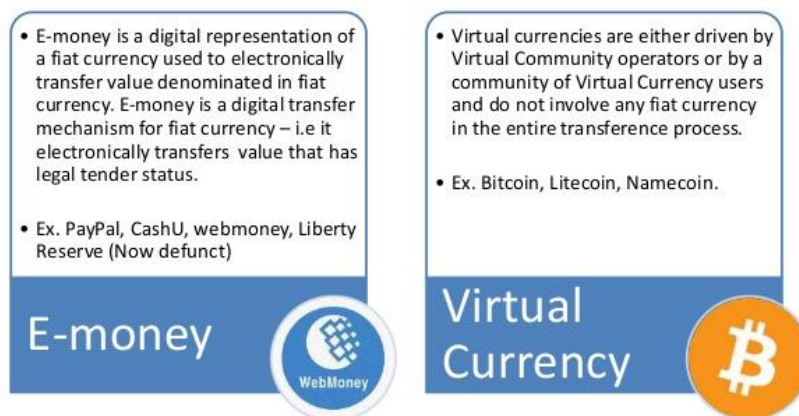 • E-money is a digital representation of
a fiat currency used to electronically
transfer value denominated in fiat
currency. E-money is a digital transfer
mechanism for fiat currency – i.e it
electronically transfers value that has
legal tender status.
• Ex. PayPal, CashU, webmoney, Liberty
Reserve (Now defunct)
E-money
WebMoney
• Virtual currencies are either driven by
Virtual Community operators or by a
community of Virtual Currency users
and do not involve any fiat currency
in the entire transference process.
• Ex. Bitcoin, Litecoin, Namecoin.
Virtual
Currency